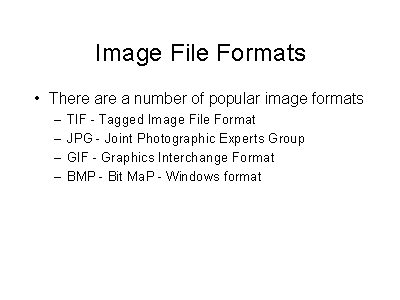 Image File Formats
• There are a number of popular image formats
– TIF - Tagged Image File Format
– JPG - Joint Photographic Experts Group
– GIF - Graphics Interchange Format
– BMP - Bit MaP - Windows format